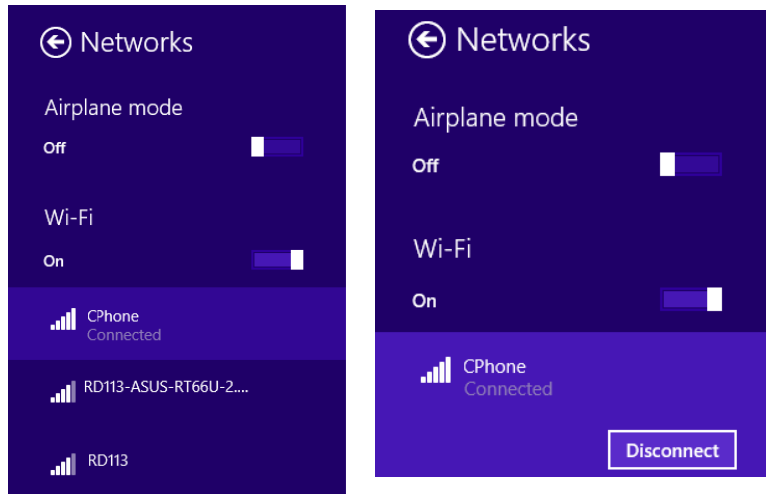 Networks
Airplane mode
Off
Wi-Fi
On
CPhone
Connected
RD113-ASUS-RT66U-2....
RD113
Networks
Airplane mode
Off
Wi-Fi
On
CPhone
Connected
Disconnect